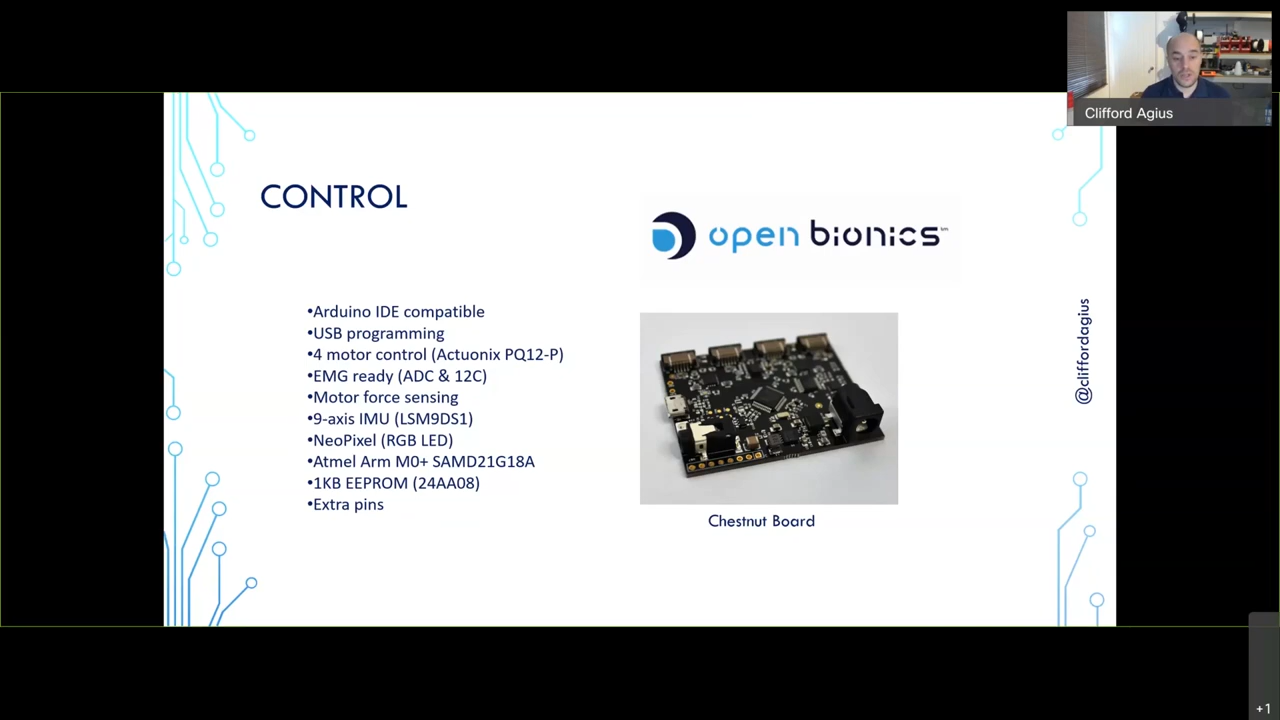 Clifford Agius
CONTROL
open bionics℠
•Arduino IDE compatible
•USB programming
•4 motor control (Actuonix PQ12-P)
•EMG ready (ADC & 12C)
•Motor force sensing
•9-axis IMU (LSM9DS1)
•NeoPixel (RGB LED)
•Atmel Arm M0+ SAMD21G18A
•1KB EEPROM (24AA08)
•Extra pins
Chestnut Board
@cliffordagius
+1